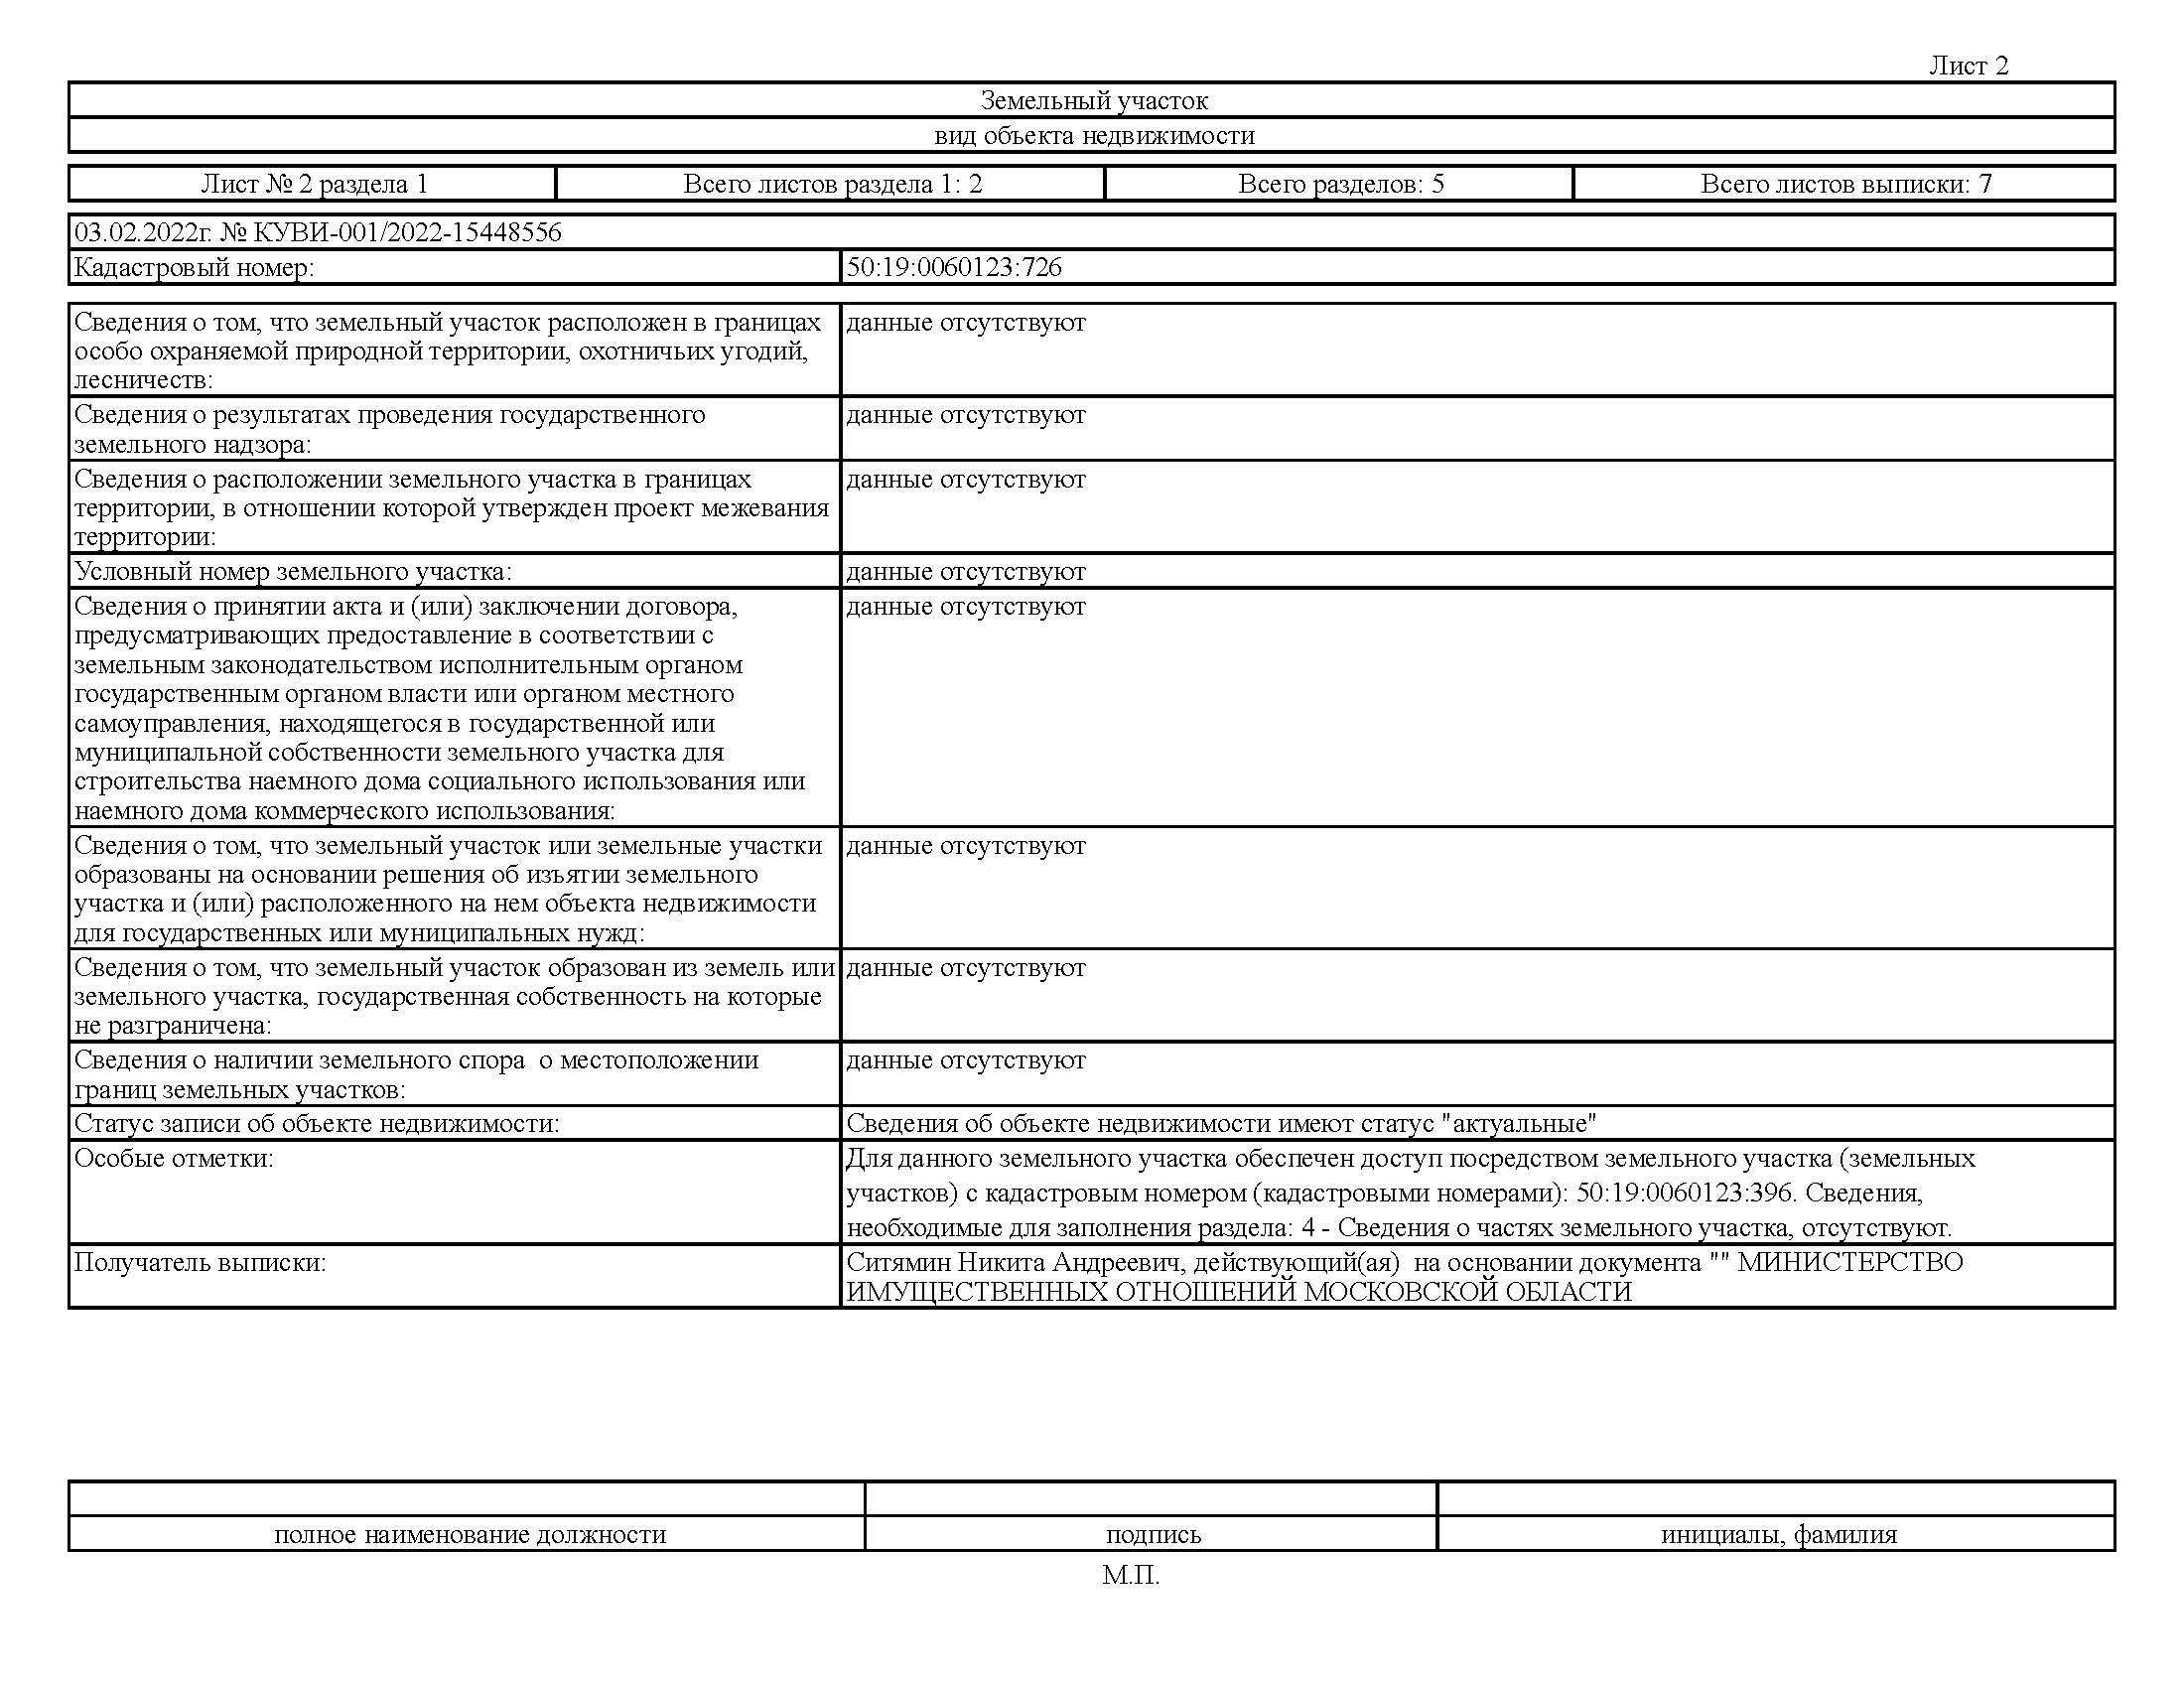 Лист 2
Земельный участок
вид объекта недвижимости
Лист № 2 раздела 1
Всего листов раздела 1: 2
Всего разделов: 5
Всего листов выписки: 7
03.02.2022г. № КУВИ-001/2022-15448556
Кадастровый номер:
50:19:0060123:726
Сведения о том, что земельный участок расположен в границах
особо охраняемой природной территории, охотничьих угодий,
лесничеств:
данные отсутствуют
Сведения о результатах проведения государственного
земельного надзора:
данные отсутствуют
Сведения о расположении земельного участка в границах
территории, в отношении которой утвержден проект межевания
территории:
данные отсутствуют
Условный номер земельного участка:
данные отсутствуют
Сведения о принятии акта и (или) заключении договора,
предусматривающих предоставление в соответствии с
земельным законодательством исполнительным органом
государственным органом власти или органом местного
самоуправления, находящегося в государственной или
муниципальной собственности земельного участка для
строительства наемного дома социального использования или
наемного дома коммерческого использования:
данные отсутствуют
Сведения о том, что земельный участок или земельные участки
образованы на основании решения об изъятии земельного
участка и (или) расположенного на нем объекта недвижимости
для государственных или муниципальных нужд:
данные отсутствуют
Сведения о том, что земельный участок образован из земель или
земельного участка, государственная собственность на которые
не разграничена:
данные отсутствуют
Сведения о наличии земельного спора  о местоположении
границ земельных участков:
данные отсутствуют
Статус записи об объекте недвижимости:
Сведения об объекте недвижимости имеют статус "актуальные"
Особые отметки:
Для данного земельного участка обеспечен доступ посредством земельного участка (земельных
участков) с кадастровым номером (кадастровыми номерами): 50:19:0060123:396. Сведения,
необходимые для заполнения раздела: 4 - Сведения о частях земельного участка, отсутствуют.
Получатель выписки:
Ситямин Никита Андреевич, действующий(ая)  на основании документа "" МИНИСТЕРСТВО
ИМУЩЕСТВЕННЫХ ОТНОШЕНИЙ МОСКОВСКОЙ ОБЛАСТИ
полное наименование должности
подпись
инициалы, фамилия
М.П.